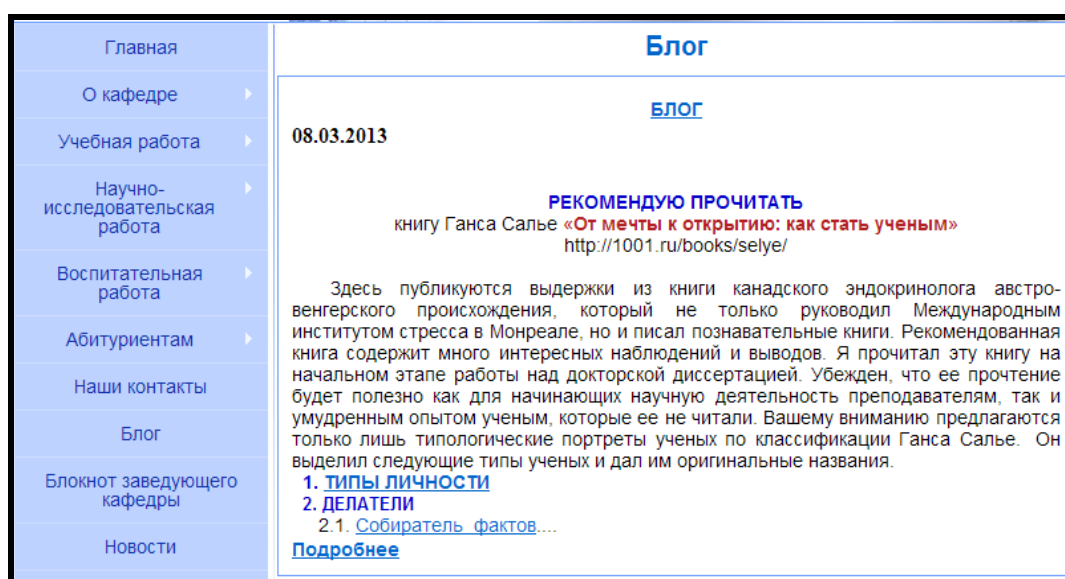 Главная
О кафедре
Учебная работа
Научно-
исследовательская
работа
Воспитательная
работа
Абитуриентам
Наши контакты
Блог
Блокнот заведующего
кафедры
Новости
Блог
БЛОГ
08.03.2013
РЕКОМЕНДУЮ ПРОЧИТАТЬ
книгу Ганса Салье «От мечты к открытию: как стать ученым»
http://1001.ru/books/selye/
Здесь публикуются выдержки из книги канадского эндокринолога австро-
венгерского происхождения, который не только руководил Международным
институтом стресса в Монреале, но и писал познавательные книги. Рекомендованная
книга содержит много интересных наблюдений и выводов. Я прочитал эту книгу на
начальном этапе работы над докторской диссертацией. Убежден, что ее прочтение
будет полезно как для начинающих научную деятельность преподавателям, так и
умудренным опытом ученым, которые ее не читали. Вашему вниманию предлагаются
только лишь типологические портреты ученых по классификации Ганса Салье. Он
выделил следующие типы ученых и дал им оригинальные названия.
1. ТИПЫ ЛИЧНОСТИ
2. ДЕЛАТЕЛИ
2.1. Собиратель фактов....
Подробнее